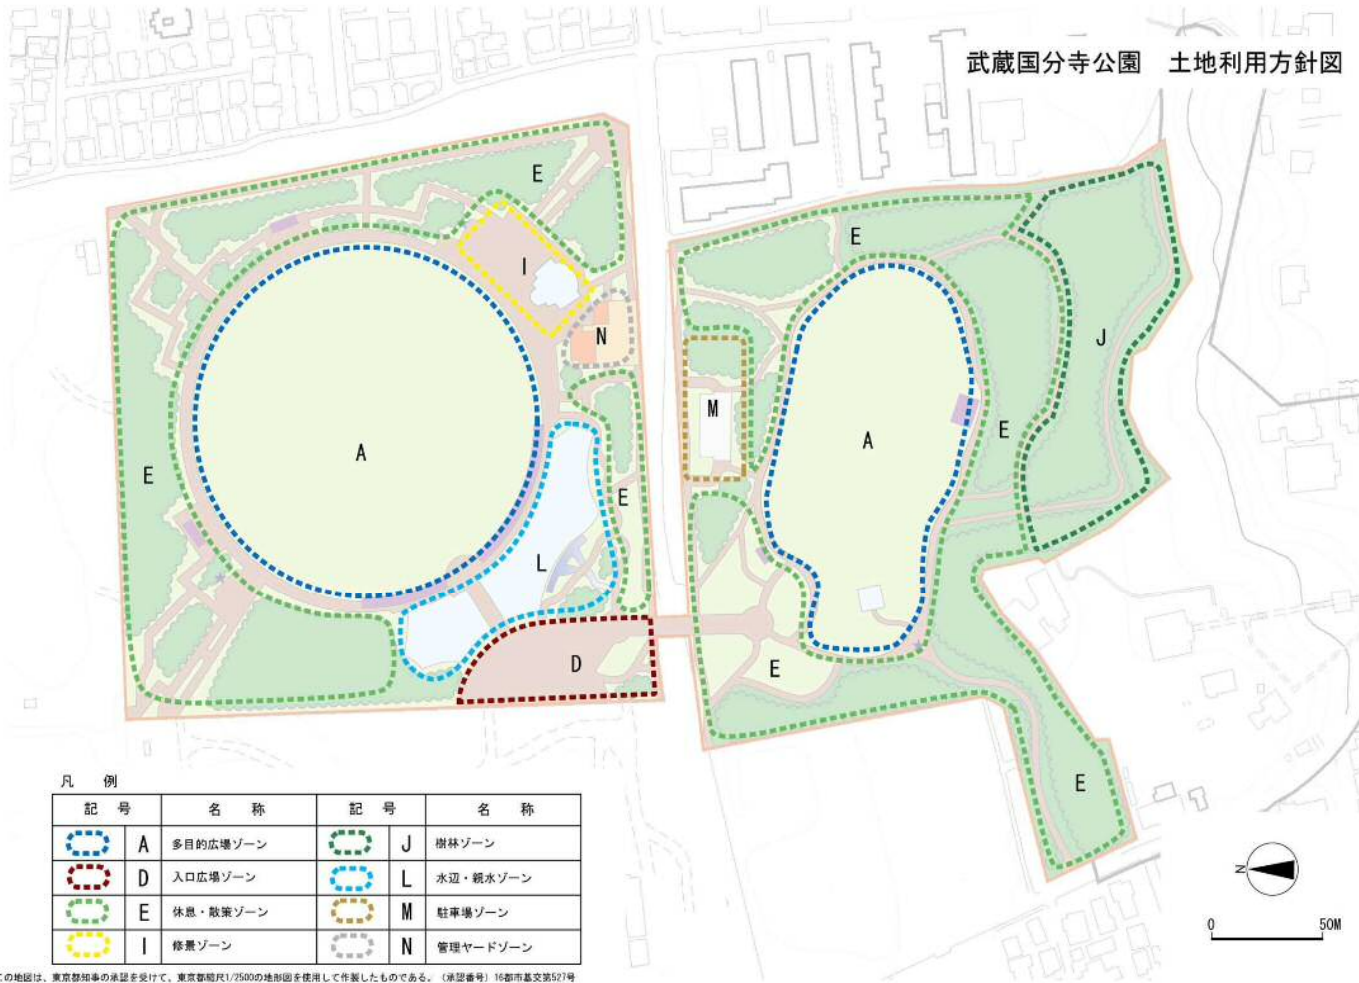 武蔵国分寺公園 土地利用方針図
E
E
I
J
N
M
A
A
E
E
E
L
D
E
E
凡 例
記 号 名 称 記 号 名 称
A 多目的広場ゾーン J 樹林ゾーン
D 入口広場ゾーン L 水辺・親水ゾーン
E 休息・散策ゾーン M 駐車場ゾーン
I 修景ゾーン N 管理ヤードゾーン
N
0 50M
この地図は、東京都知事の承認を受けて、東京都縮尺1/2500の地形図を使用して作製したものである。(承認番号)16都市基交第527号